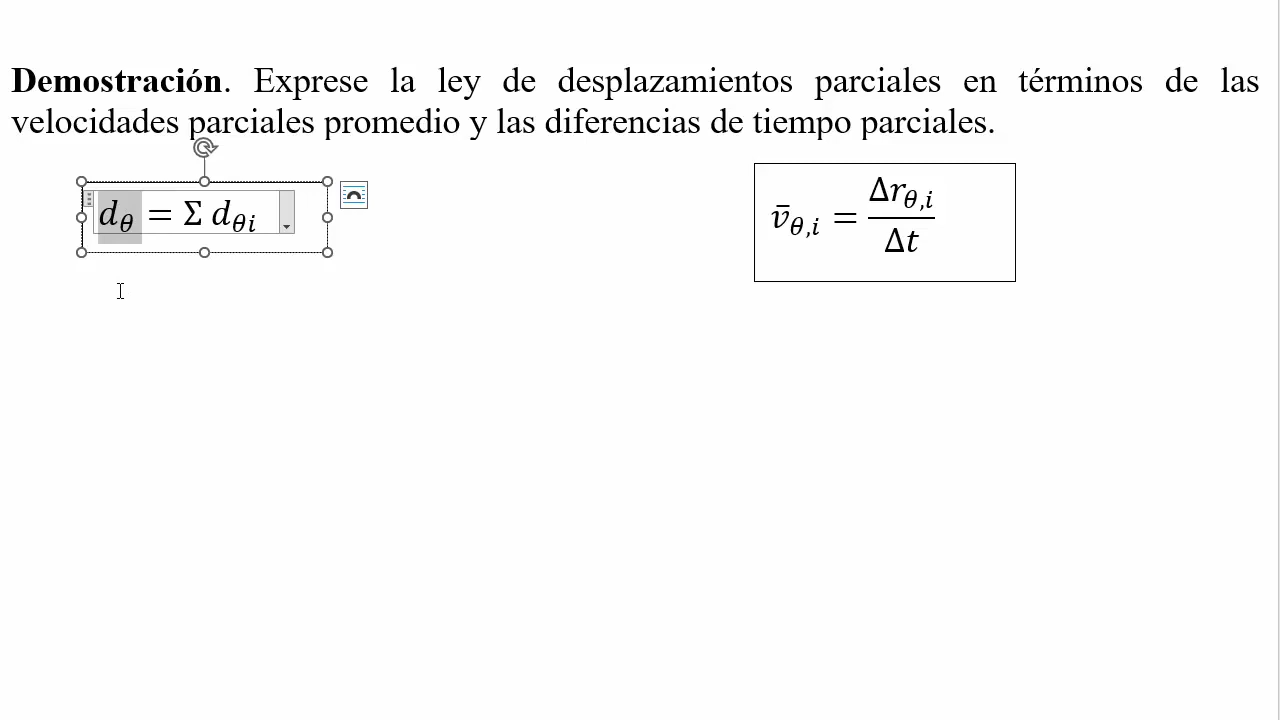 Demostración. Exprese la ley de desplazamientos parciales en términos de las
velocidades parciales promedio y las diferencias de tiempo parciales.
d_θ = Σ d_θi
v̄_θ,i = Δr_θ,i / Δt